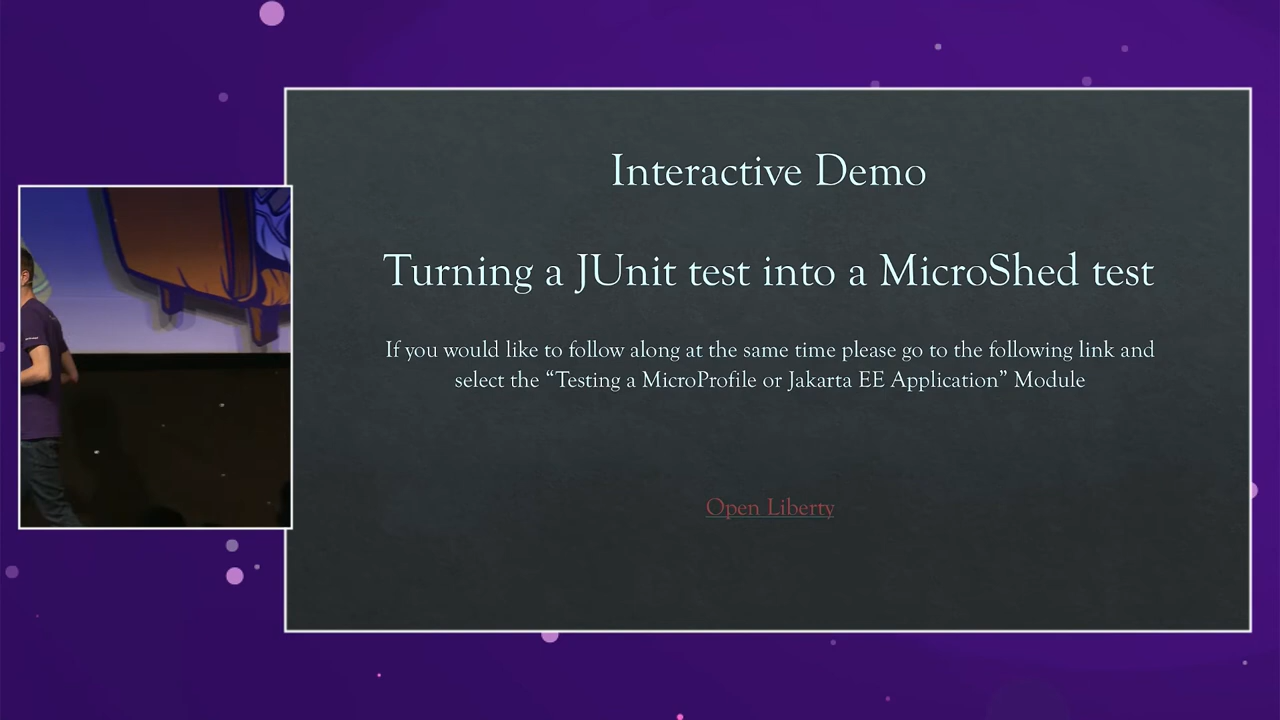 Interactive Demo
Turning a JUnit test into a MicroShed test
If you would like to follow along at the same time please go to the following link and
select the “Testing a MicroProfile or Jakarta EE Application” Module
Open Liberty